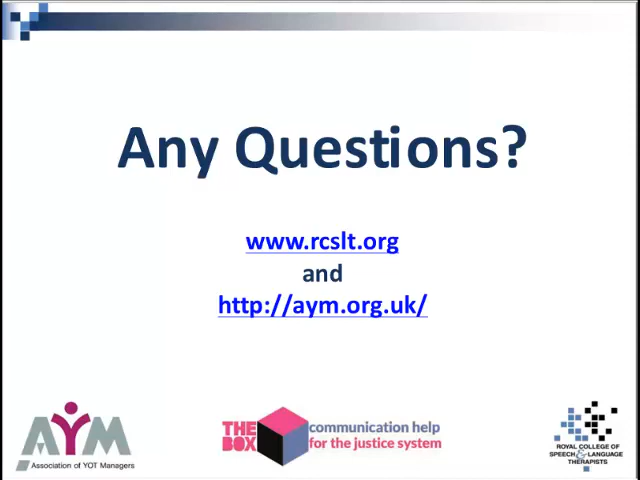 Any Questions?
www.rcslt.org
and
http://aym.org.uk/
AYM
Association of YOT Managers
THE BOX
communication help
for the justice system
ROYAL COLLEGE OF
SPEECH & LANGUAGE
THERAPISTS